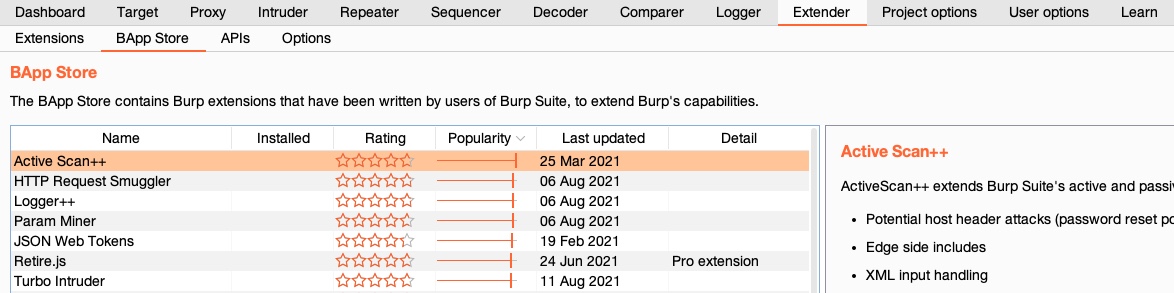 Dashboard Target Proxy Intruder Repeater Sequencer Decoder Comparer Logger Extender Project options User options Learn
Extensions BApp Store APIs Options
BApp Store
The BApp Store contains Burp extensions that have been written by users of Burp Suite, to extend Burp's capabilities.
Name Installed Rating Popularity Last updated Detail
Active Scan++ 25 Mar 2021
HTTP Request Smuggler 06 Aug 2021
Logger++ 06 Aug 2021
Param Miner 06 Aug 2021
JSON Web Tokens 19 Feb 2021
Retire.js 24 Jun 2021 Pro extension
Turbo Intruder 11 Aug 2021
Active Scan++
ActiveScan++ extends Burp Suite's active and
• Potential host header attacks (password reset
• Edge side includes
• XML input handling